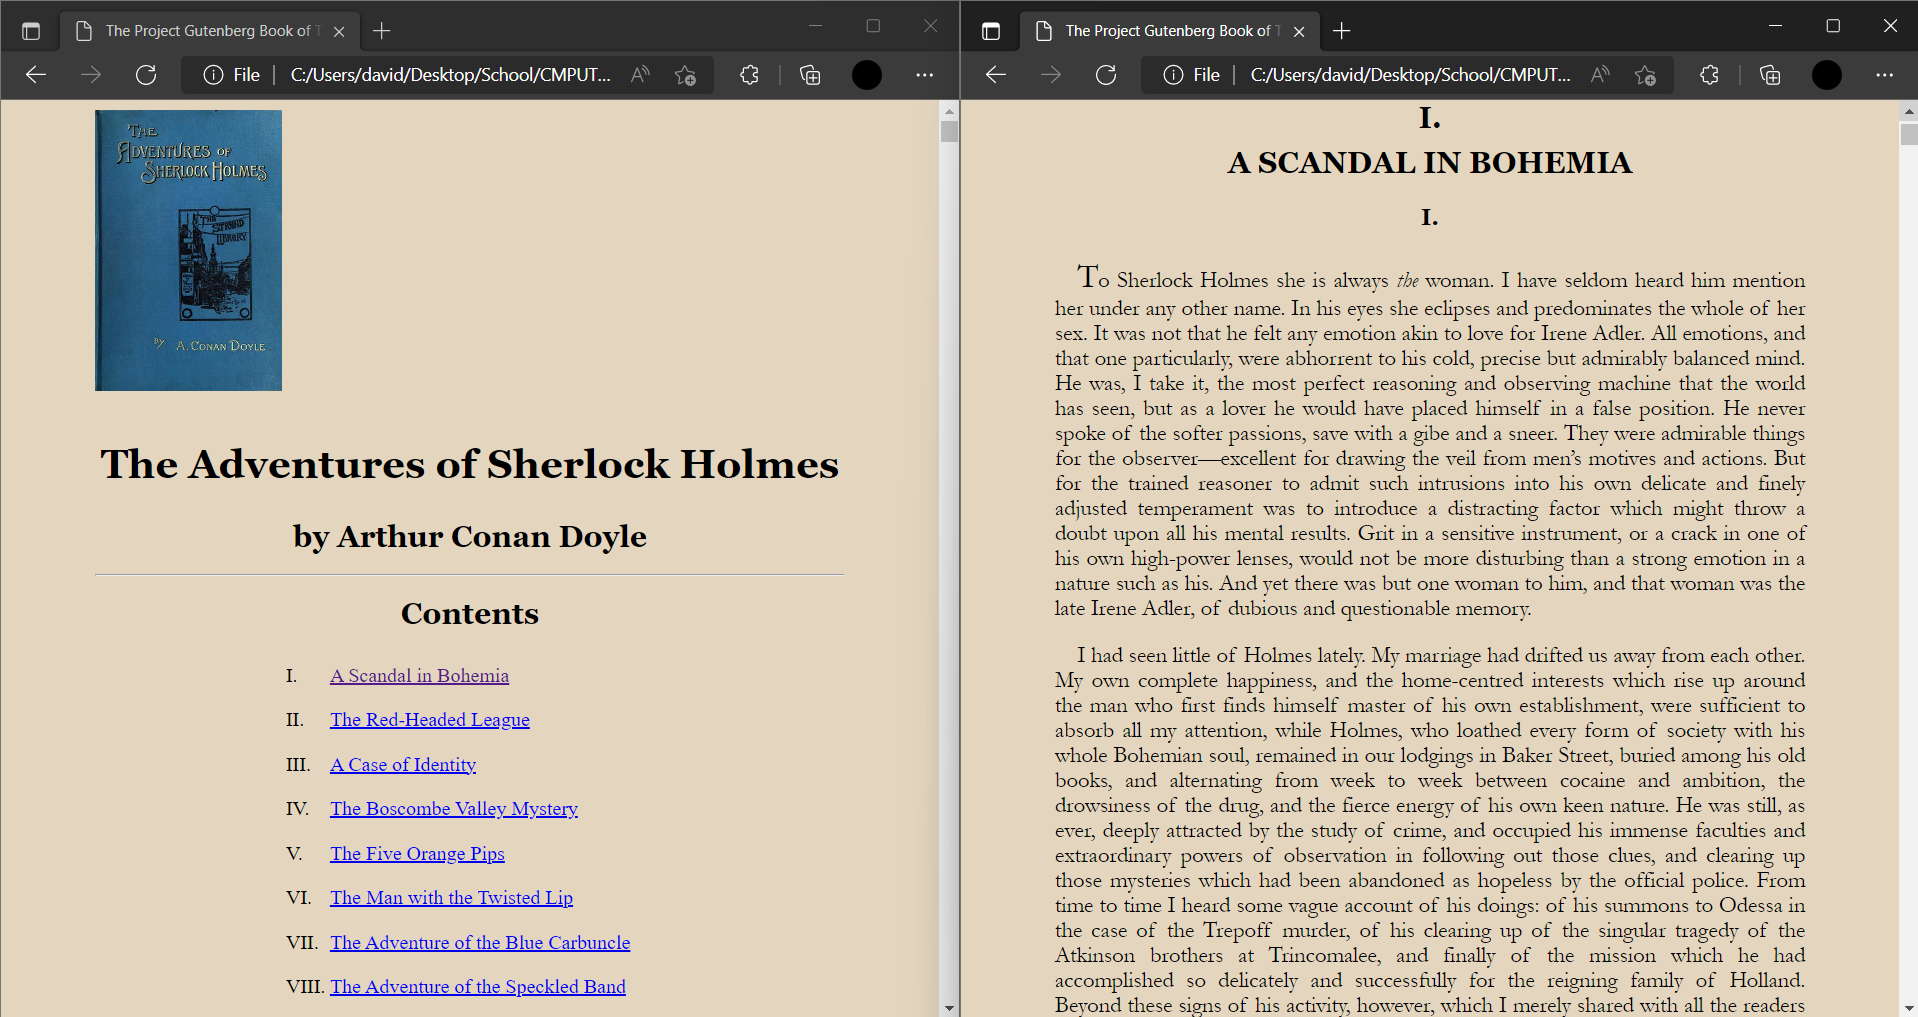 The Project Gutenberg Book of T
File
C:/Users/david/Desktop/School/CMPUT...
THE
ADVENTURES OF
SHERLOCK HOLMES
THE
STRAND
LIBRARY
BY A. CONAN DOYLE
The Adventures of Sherlock Holmes
by Arthur Conan Doyle
Contents
I. A Scandal in Bohemia
II. The Red-Headed League
III. A Case of Identity
IV. The Boscombe Valley Mystery
V. The Five Orange Pips
VI. The Man with the Twisted Lip
VII. The Adventure of the Blue Carbuncle
VIII. The Adventure of the Speckled Band
The Project Gutenberg Book of T
File
C:/Users/david/Desktop/School/CMPUT...
I.
A SCANDAL IN BOHEMIA
I.
To Sherlock Holmes she is always the woman. I have seldom heard him mention
her under any other name. In his eyes she eclipses and predominates the whole of her
sex. It was not that he felt any emotion akin to love for Irene Adler. All emotions, and
that one particularly, were abhorrent to his cold, precise but admirably balanced mind.
He was, I take it, the most perfect reasoning and observing machine that the world
has seen, but as a lover he would have placed himself in a false position. He never
spoke of the softer passions, save with a gibe and a sneer. They were admirable things
for the observer—excellent for drawing the veil from men’s motives and actions. But
for the trained reasoner to admit such intrusions into his own delicate and finely
adjusted temperament was to introduce a distracting factor which might throw a
doubt upon all his mental results. Grit in a sensitive instrument, or a crack in one of
his own high-power lenses, would not be more disturbing than a strong emotion in a
nature such as his. And yet there was but one woman to him, and that woman was the
late Irene Adler, of dubious and questionable memory.
I had seen little of Holmes lately. My marriage had drifted us away from each other.
My own complete happiness, and the home-centred interests which rise up around
the man who first finds himself master of his own establishment, were sufficient to
absorb all my attention, while Holmes, who loathed every form of society with his
whole Bohemian soul, remained in our lodgings in Baker Street, buried among his old
books, and alternating from week to week between cocaine and ambition, the
drowsiness of the drug, and the fierce energy of his own keen nature. He was still, as
ever, deeply attracted by the study of crime, and occupied his immense faculties and
extraordinary powers of observation in following out those clues, and clearing up
those mysteries which had been abandoned as hopeless by the official police. From
time to time I heard some vague account of his doings: of his summons to Odessa in
the case of the Trepoff murder, of his clearing up of the singular tragedy of the
Atkinson brothers at Trincomalee, and finally of the mission which he had
accomplished so delicately and successfully for the reigning family of Holland.
Beyond these signs of his activity, however, which I merely shared with all the readers